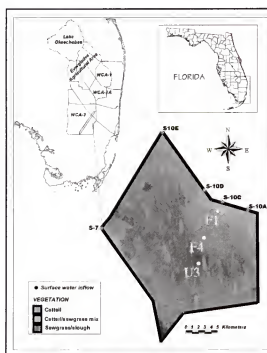 Lake
Okeechobee
Everglades
Agricultural Area
WCA-1
WCA-2A
WCA-3
FLORIDA
S10E
N
W
E
S
S-10D
S-10C
S-10A
S-7
F1
F4
U3
Surface water inflow
VEGETATION
Cattail
Cattail/sawgrass mix
Sawgrass/slough
0 1 2 3 4 5 Kilometers